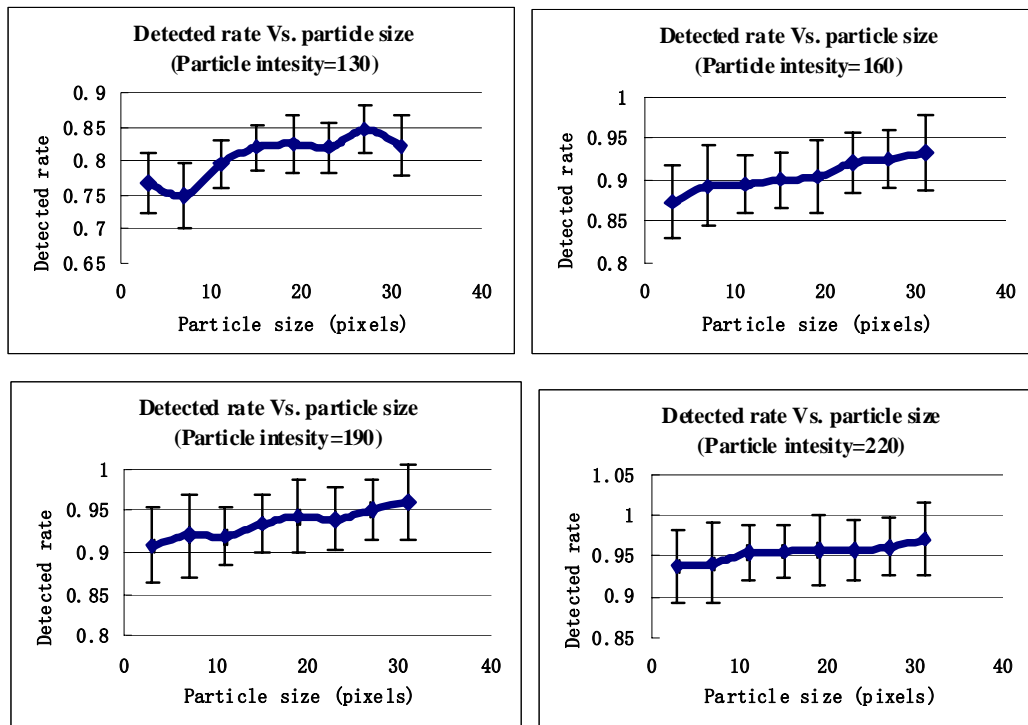 Detected rate Vs. particle size
(Particle intesity=130)
0.9
0.85
0.8
0.75
0.7
0.65
Detected rate
0
10
20
30
40
Particle size (pixels)
Detected rate Vs. particle size
(Particle intesity=160)
1
0.95
0.9
0.85
0.8
Detected rate
0
10
20
30
40
Particle size (pixels)
Detected rate Vs. particle size
(Particle intesity=190)
1
0.95
0.9
0.85
0.8
Detected rate
0
10
20
30
40
Particle size (pixels)
Detected rate Vs. particle size
(Particle intesity=220)
1.05
1
0.95
0.9
0.85
Detected rate
0
10
20
30
40
Particle size (pixels)